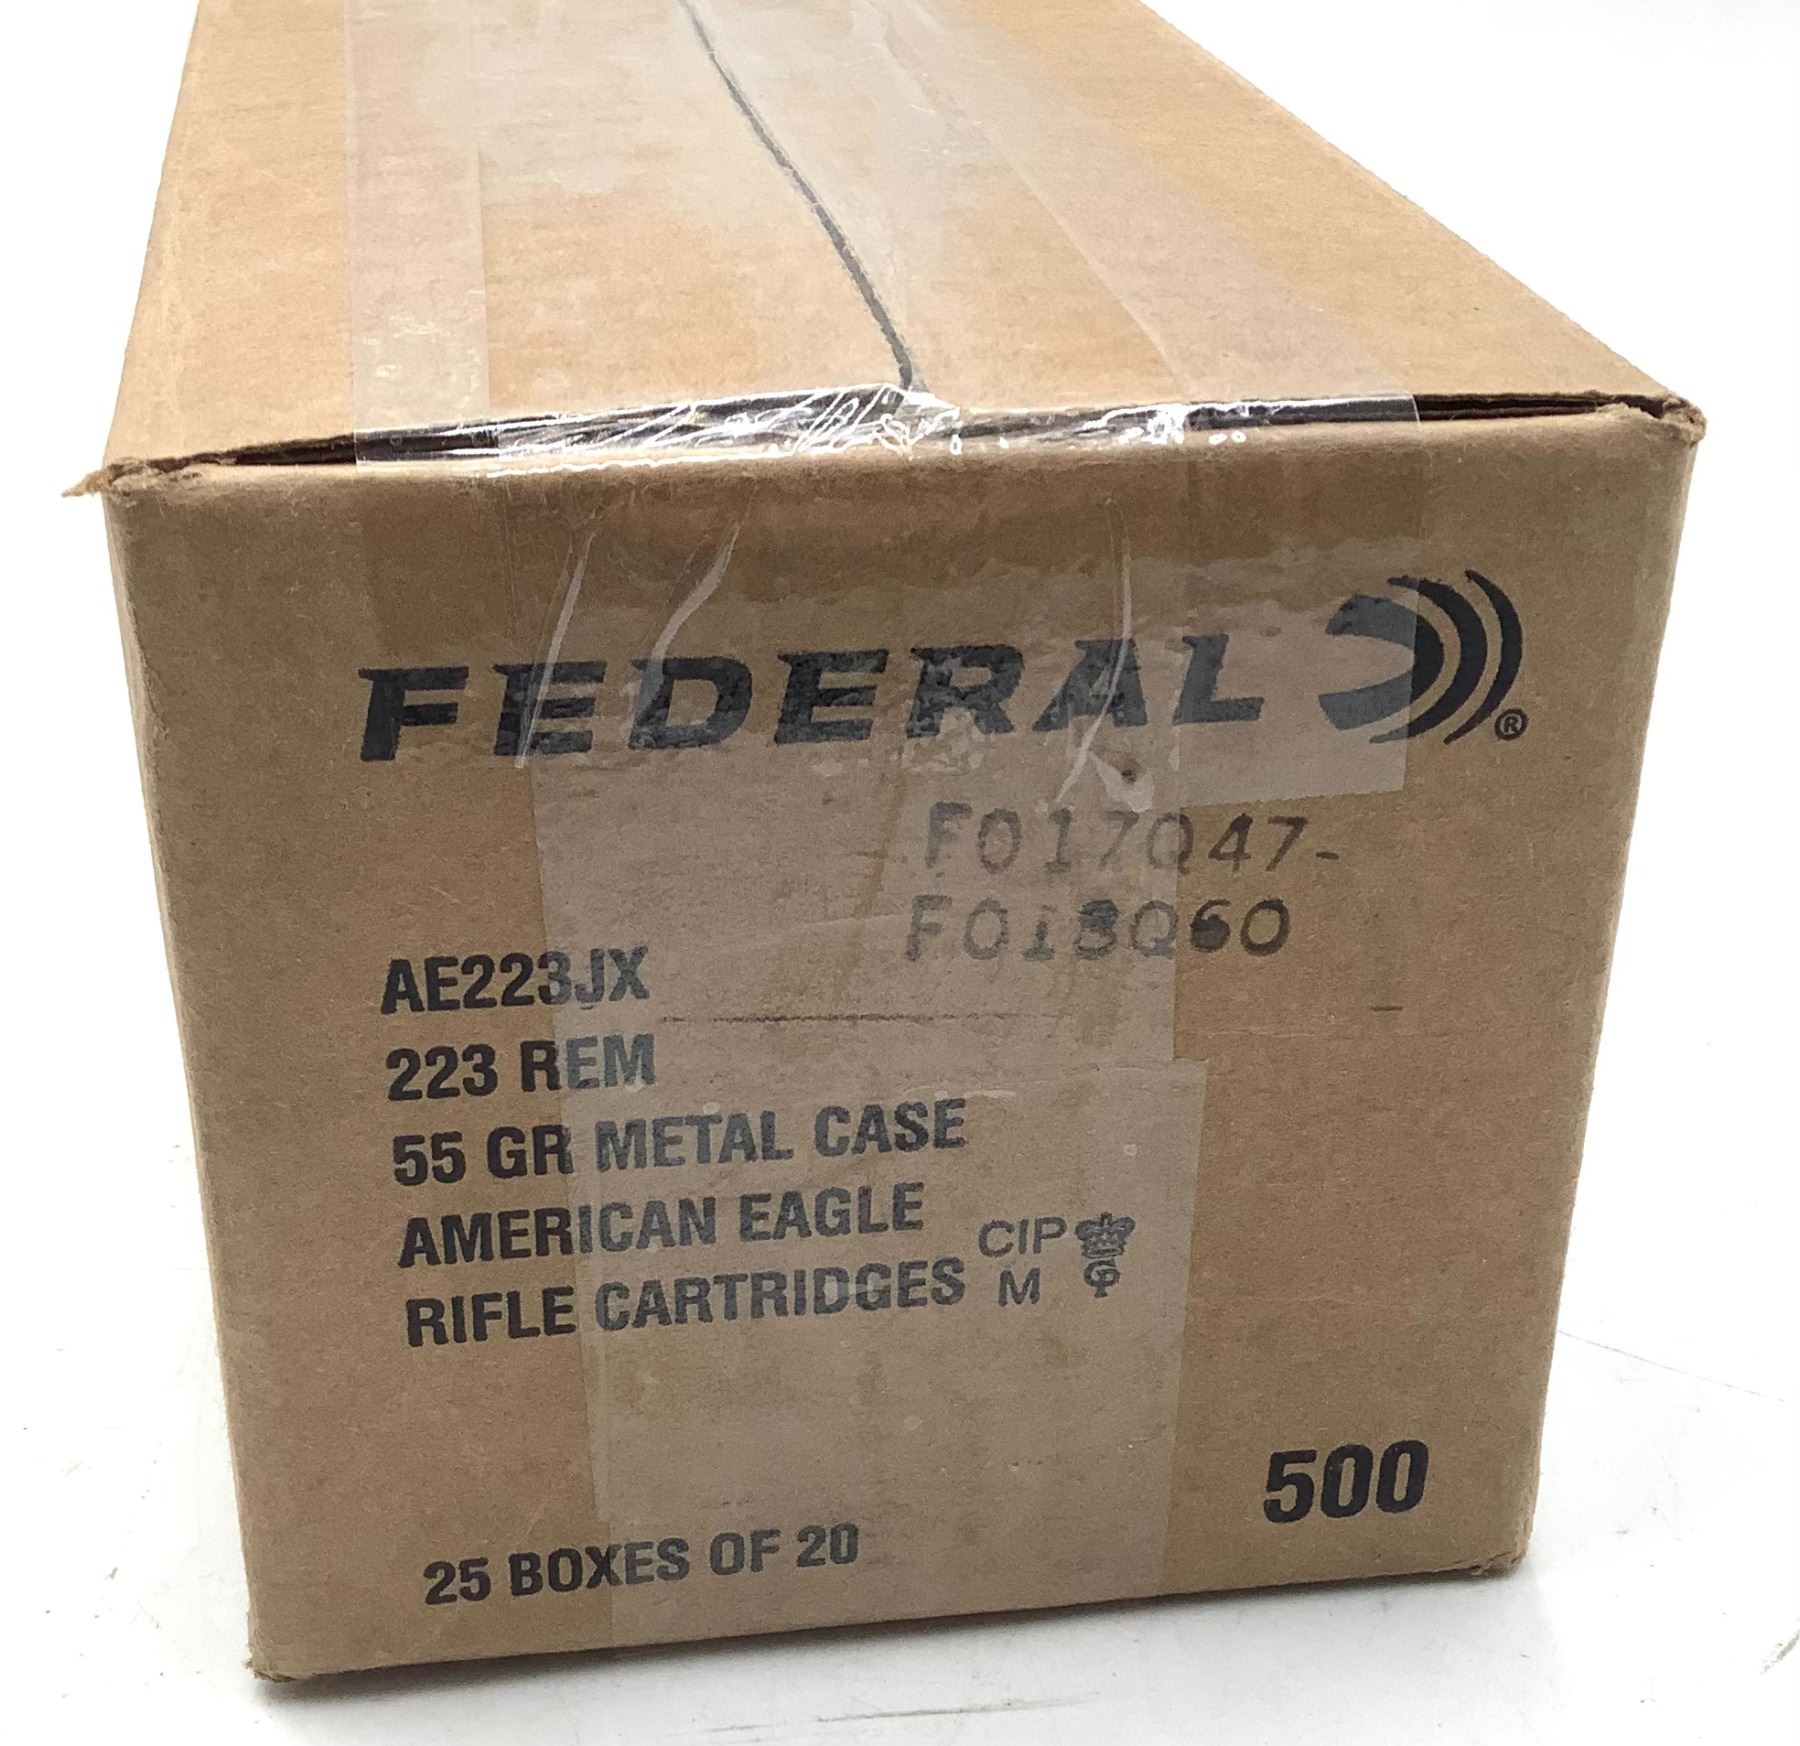 FEDERAL ®
F017Q47-
F018Q60
AE223JX
223 REM
55 GR METAL CASE
AMERICAN EAGLE
RIFLE CARTRIDGES
CIP
M
GP
25 BOXES OF 20
500